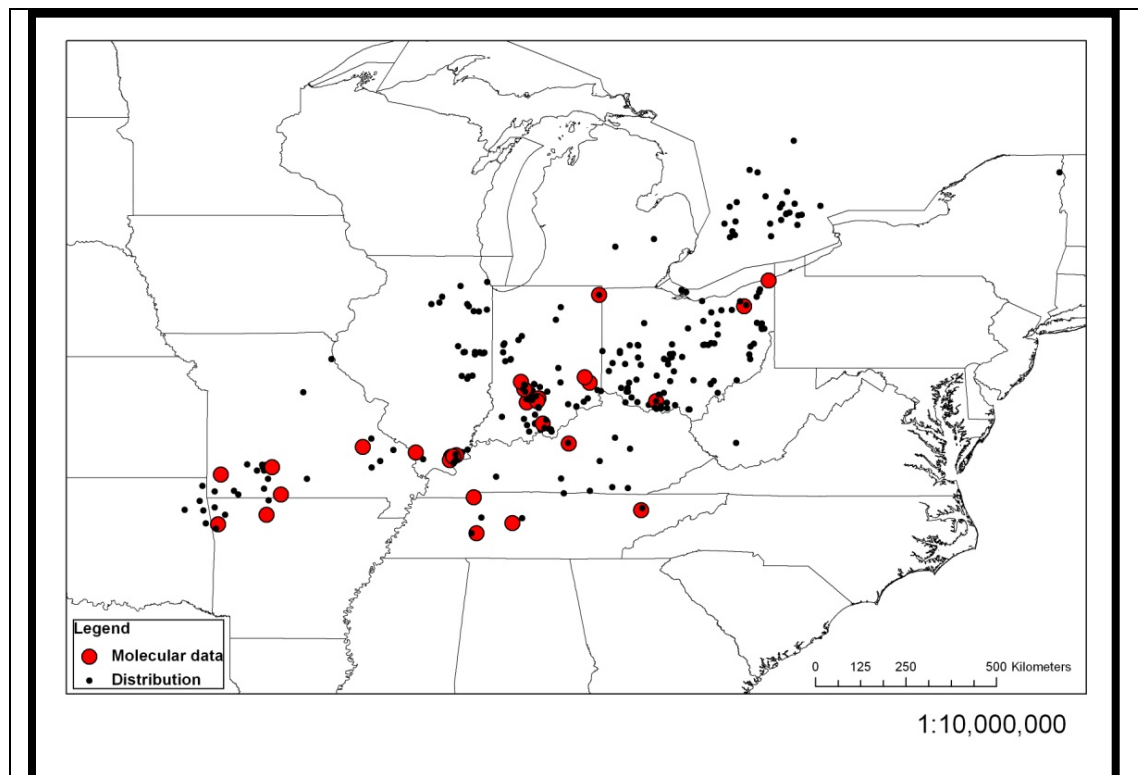 Legend
Molecular data
Distribution
0 125 250 500 Kilometers
1:10,000,000